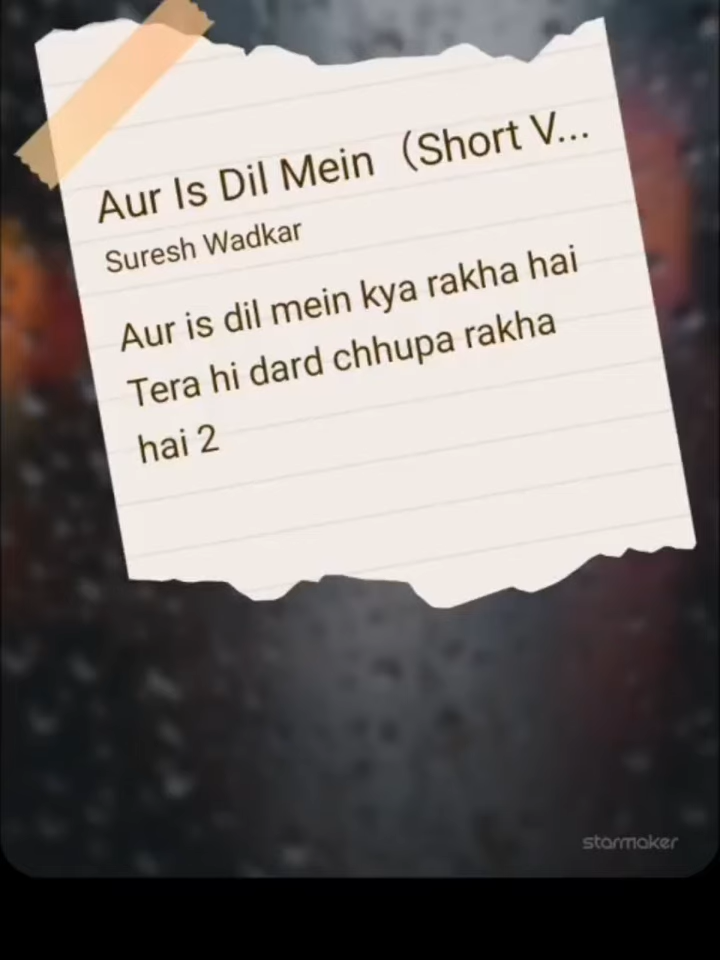 Aur Is Dil Mein（Short V...
Suresh Wadkar
Aur is dil mein kya rakha hai
Tera hi dard chhupa rakha
hai 2
starmaker